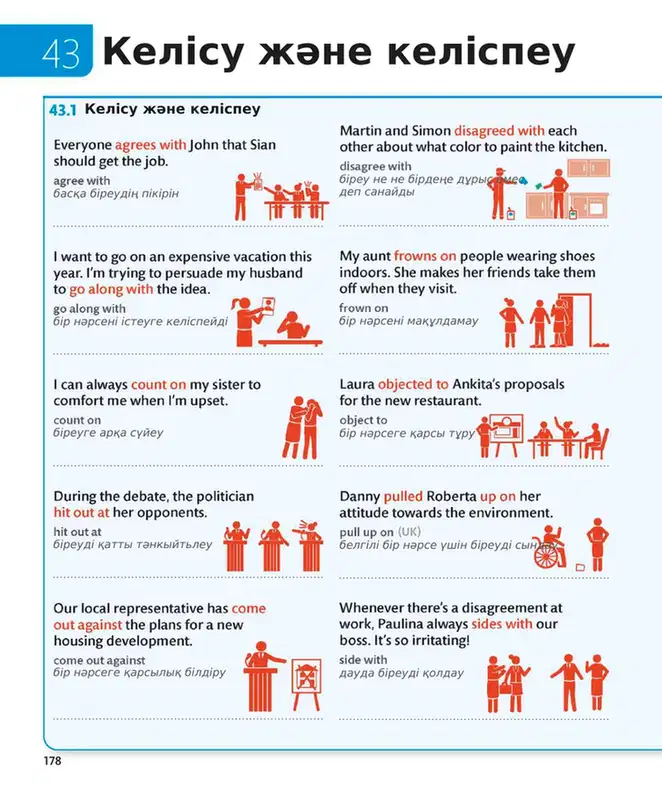 43 Келісу және келіспеу
43.1 Келісу және келіспеу
Everyone agrees with John that Sian
should get the job.
agree with
басқа біреудің пікірін
I want to go on an expensive vacation this
year. I'm trying to persuade my husband
to go along with the idea.
go along with
бір нәрсені істеуге келіспейді
I can always count on my sister to
comfort me when I'm upset.
count on
біреуге арқа сүйеу
During the debate, the politician
hit out at her opponents.
hit out at
біреуді қатты тәнкыйтьлеу
Our local representative has come
out against the plans for a new
housing development.
come out against
бір нәрсеге қарсылық білдіру
Martin and Simon disagreed with each
other about what color to paint the kitchen.
disagree with
біреу не не бірдеңе дұрыс емес
деп санайды
My aunt frowns on people wearing shoes
indoors. She makes her friends take them
off when they visit.
frown on
бір нәрсені мақұлдамау
Laura objected to Ankita's proposals
for the new restaurant.
object to
бір нәрсеге қарсы тұру
Danny pulled Roberta up on her
attitude towards the environment.
pull up on (UK)
белгілі бір нәрсе үшін біреуді сындау
Whenever there's a disagreement at
work, Paulina always sides with our
boss. It's so irritating!
side with
дауда біреуді қолдау
178